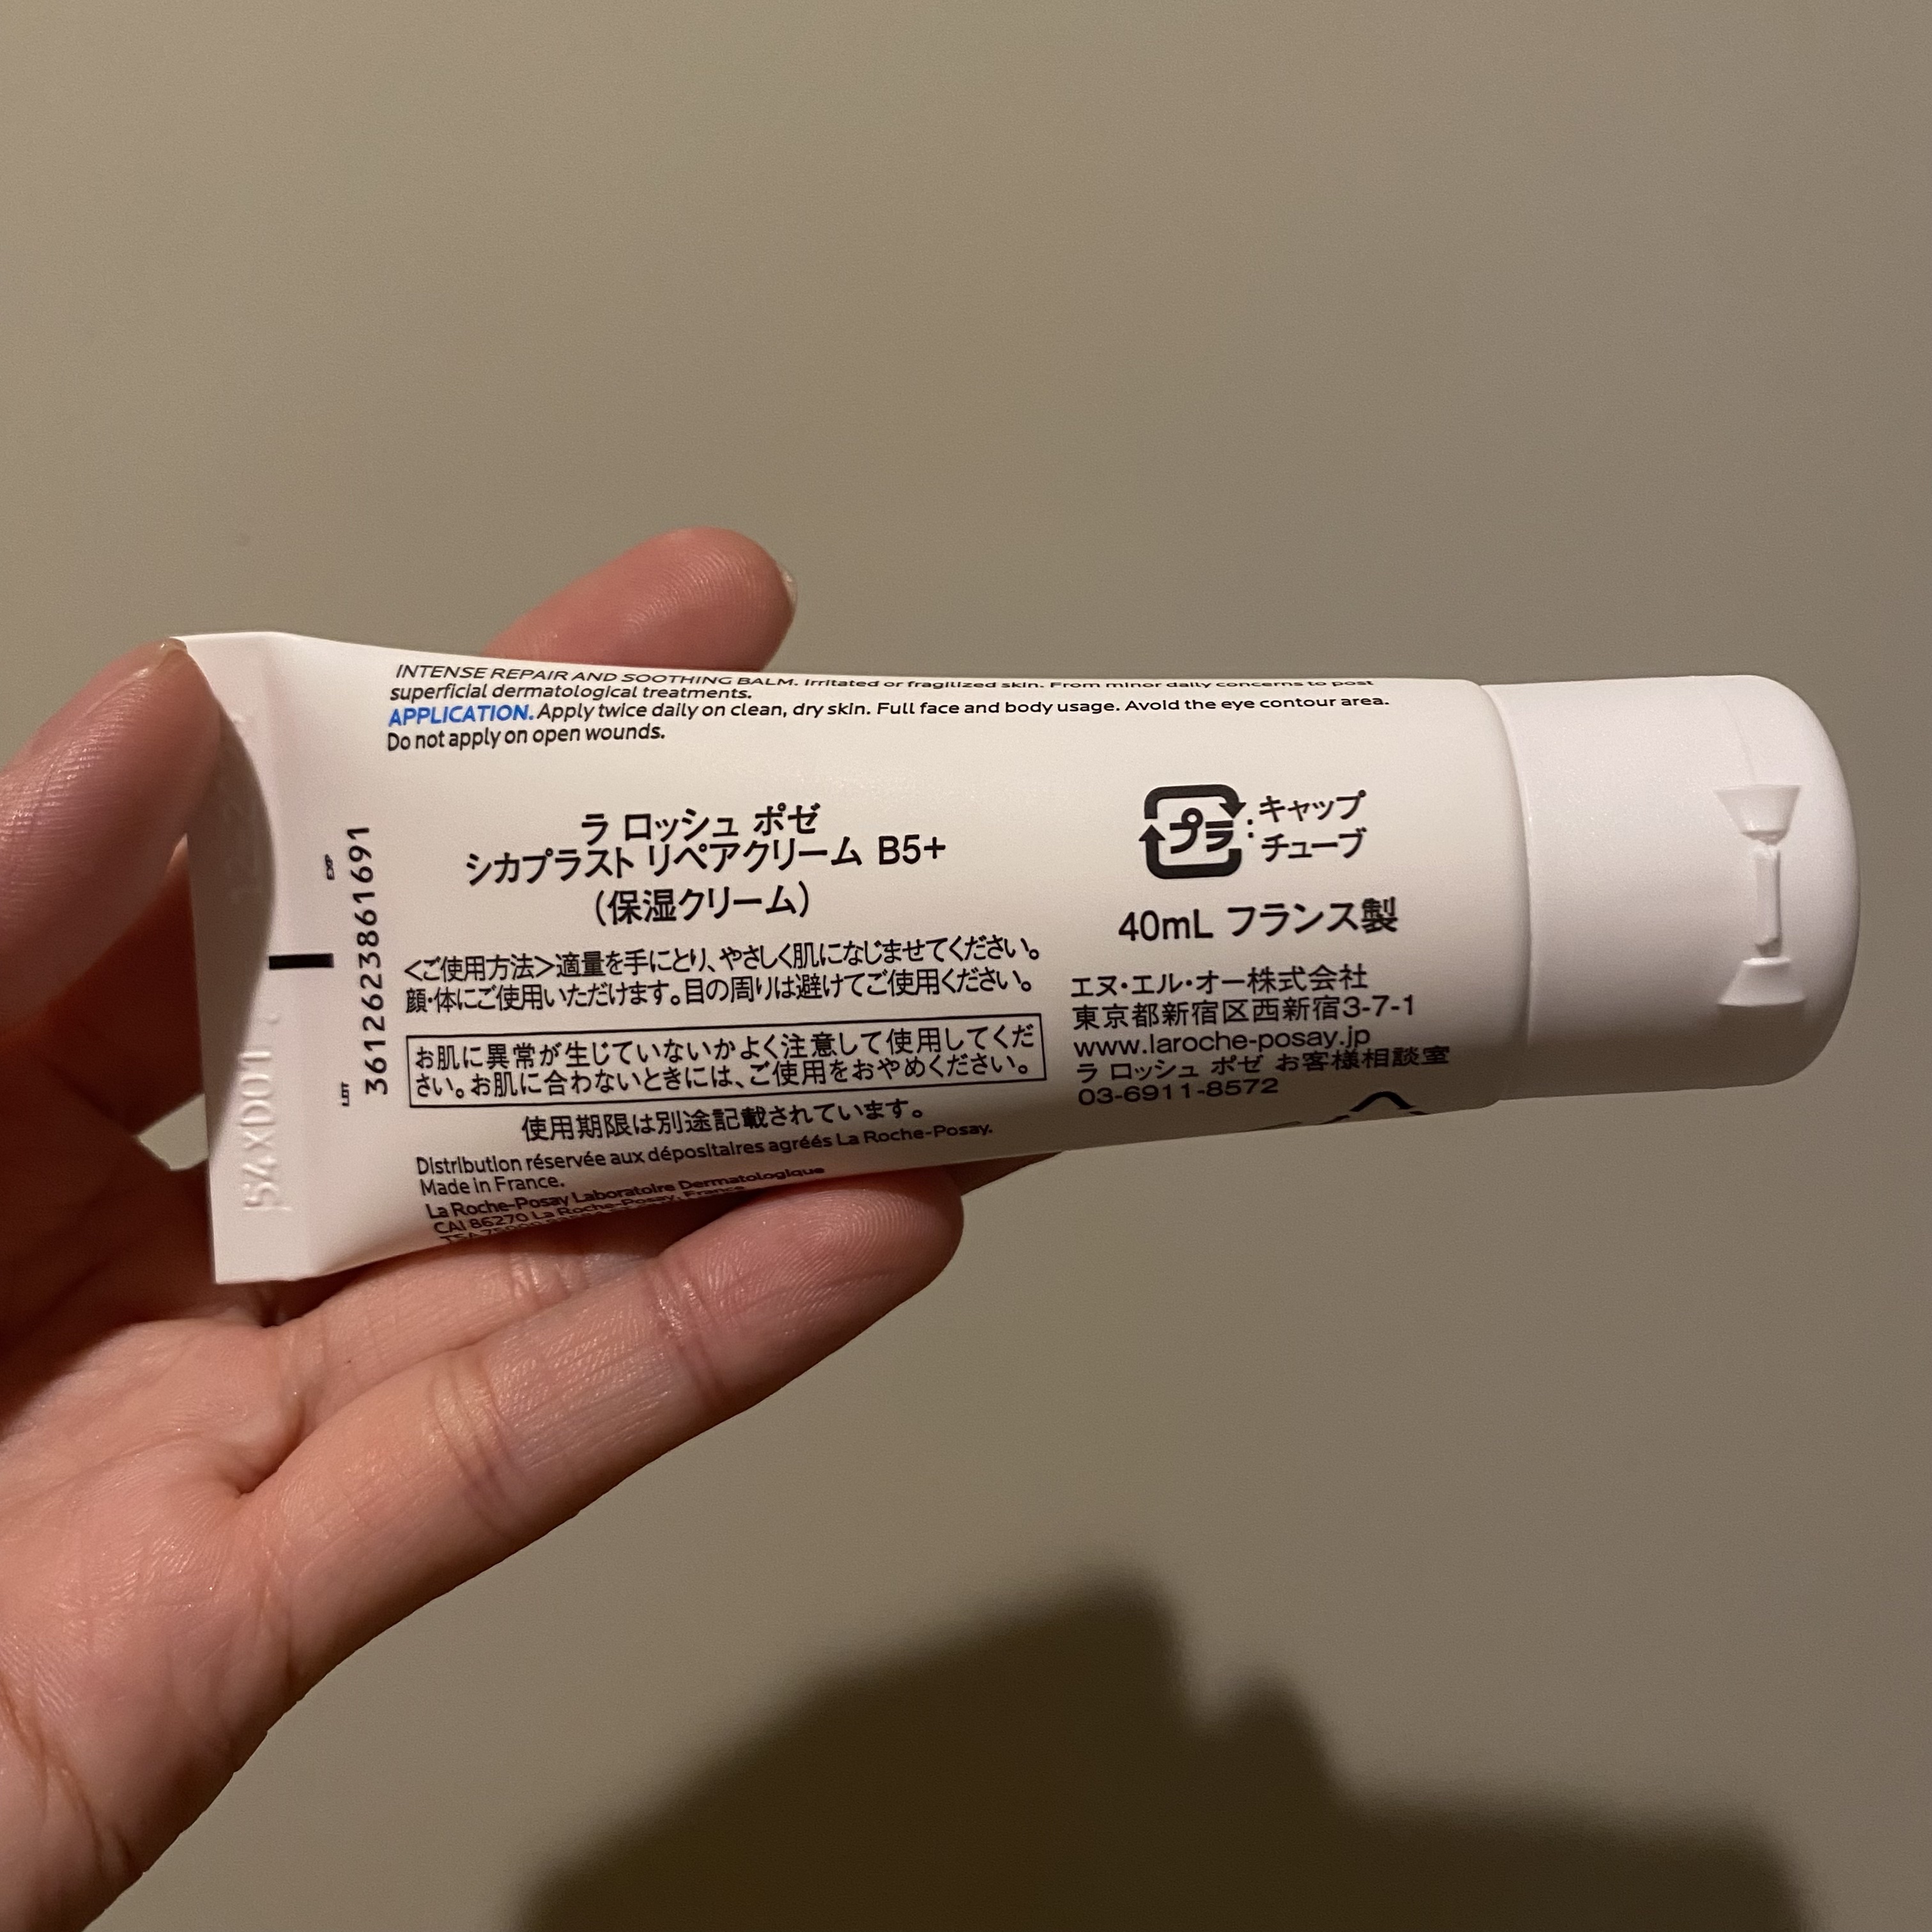 INTENSE REPAIR AND SOOTHING BALM. Irritated or fragilized skin. From minor daily concerns to post
superficial dermatological treatments.
APPLICATION. Apply twice daily on clean, dry skin. Full face and body usage. Avoid the eye contour area.
Do not apply on open wounds.
ラ ロッシュ ポゼ
シカプラスト リペアクリーム B5+
(保湿クリーム)
<ご使用方法>適量を手にとり、やさしく肌になじませてください。
顔・体にご使用いただけます。目の周りは避けてご使用ください。
お肌に異常が生じていないかよく注意して使用してくだ
さい。お肌に合わないときには、ご使用をおやめください。
使用期限は別途記載されています。
Distribution réservée aux dépositaires agréés La Roche-Posay.
Made in France.
La Roche-Posay Laboratoire Dermatologique
CAI 86270 La Roche-Posay, France
プラ:キャップ
チューブ
40mL フランス製
エヌ・エル・オー株式会社
東京都新宿区西新宿3-7-1
www.laroche-posay.jp
ラ ロッシュ ポゼ お客様相談室
03-6911-8572
LOT
EXP
3612623861691
54X001